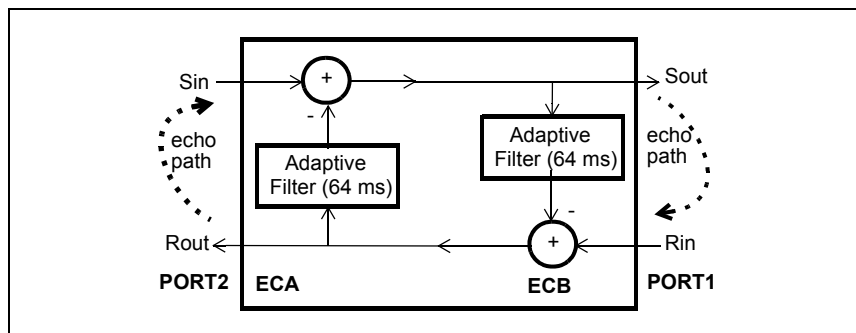 Sin
+
Sout
-
echo
path
Adaptive
Filter (64 ms)
Adaptive
Filter (64 ms)
echo
path
-
Rout
+
Rin
PORT2
ECA
ECB
PORT1